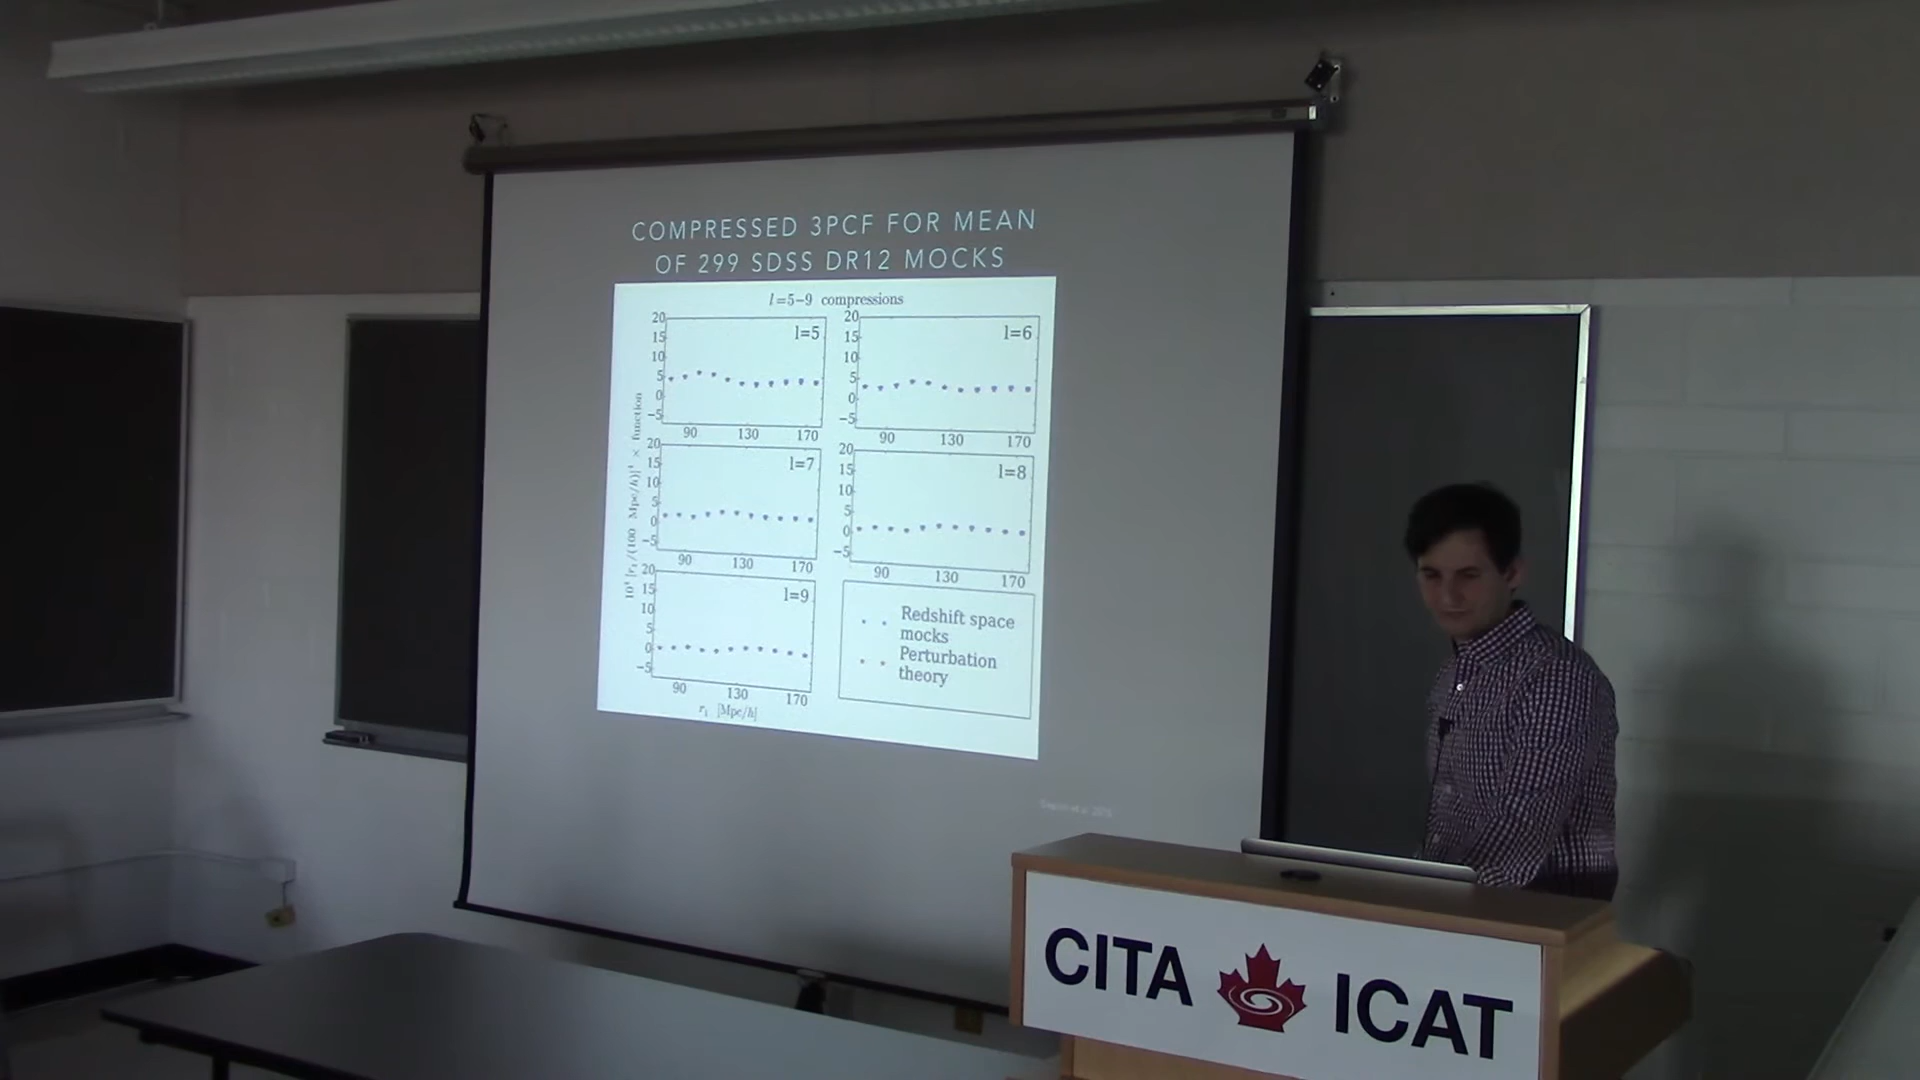 COMPRESSED 3PCF FOR MEAN
OF 299 SDSS DR12 MOCKS
l=5−9 compressions
20
15
10
5
0
−5
l=5
90 130 170
20
15
10
5
0
−5
l=6
90 130 170
20
15
10
5
0
−5
l=7
90 130 170
20
15
10
5
0
−5
l=8
90 130 170
20
15
10
5
0
−5
l=9
90 130 170
r₁ [Mpc/h]
Redshift space
mocks
Perturbation
theory
CITA ICAT